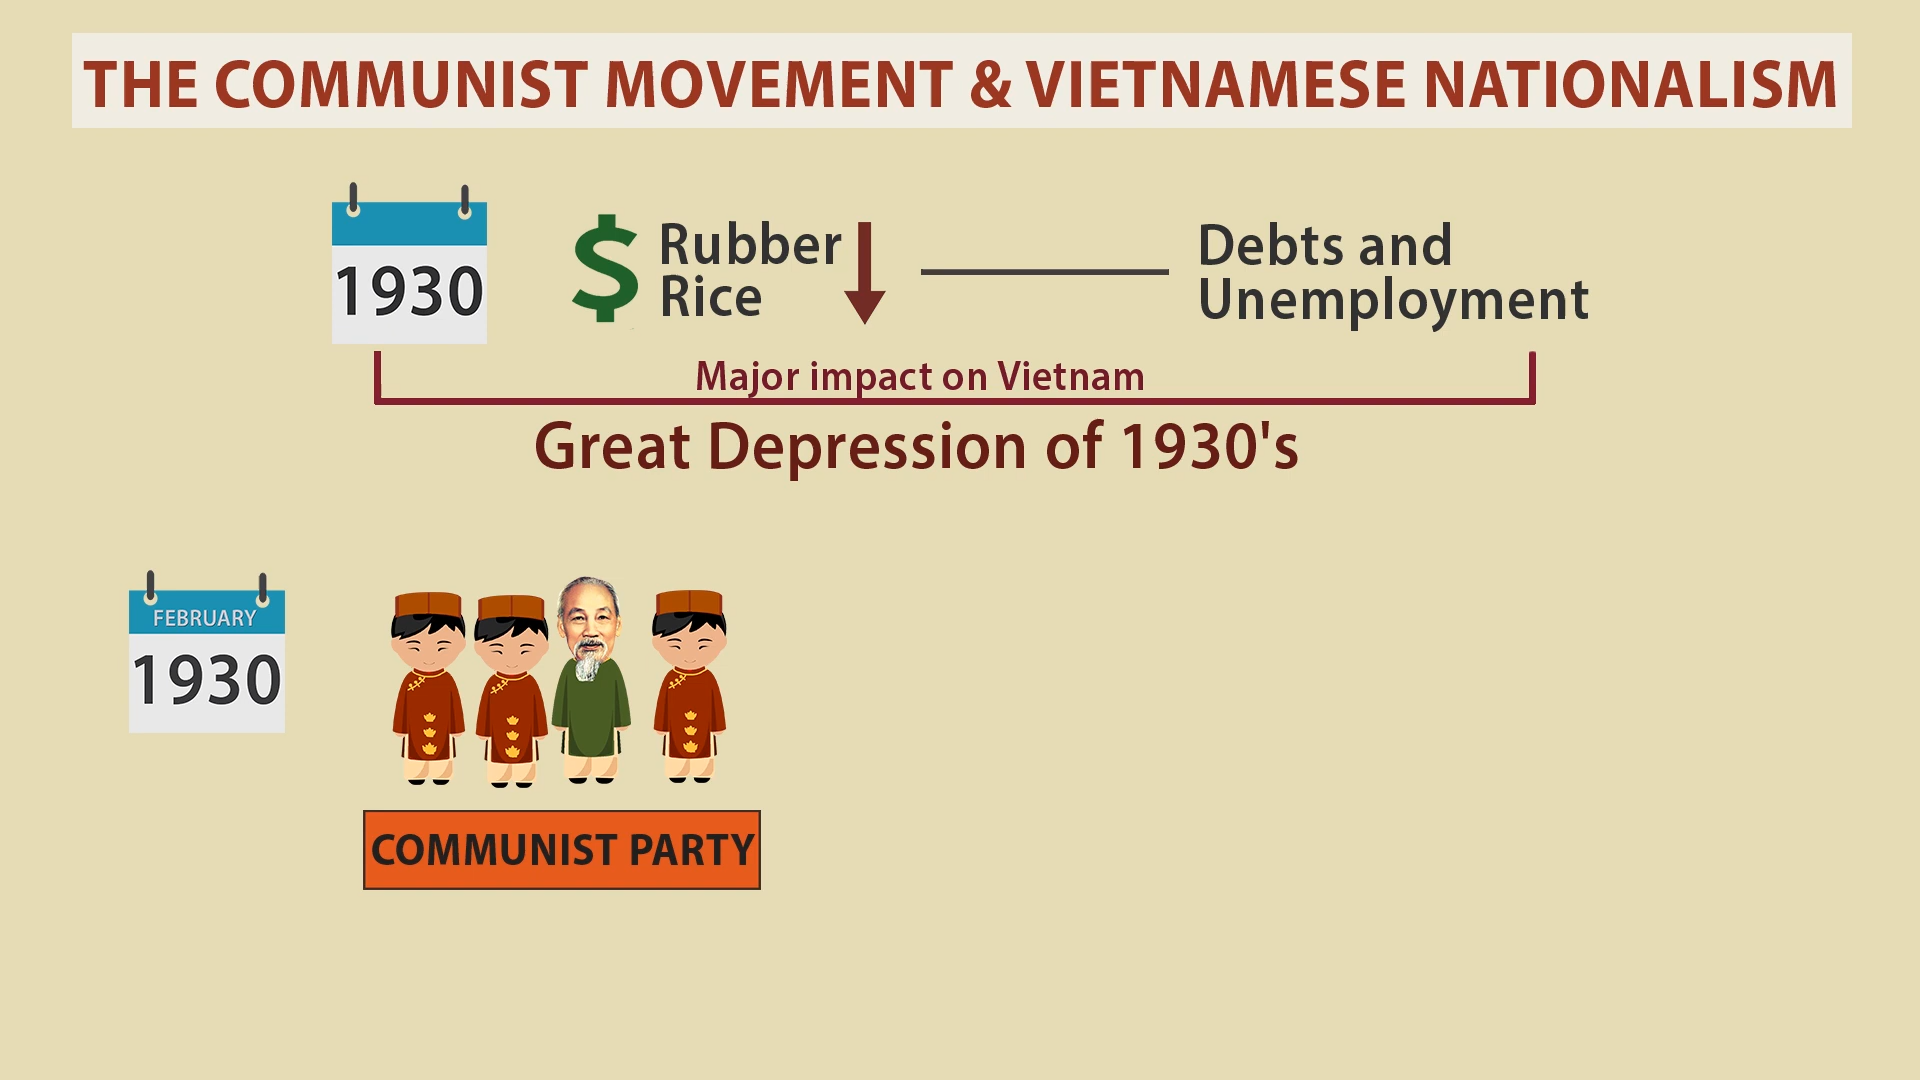 THE COMMUNIST MOVEMENT & VIETNAMESE NATIONALISM
1930
$ Rubber
Rice
Debts and
Unemployment
Major impact on Vietnam
Great Depression of 1930's
FEBRUARY
1930
COMMUNIST PARTY